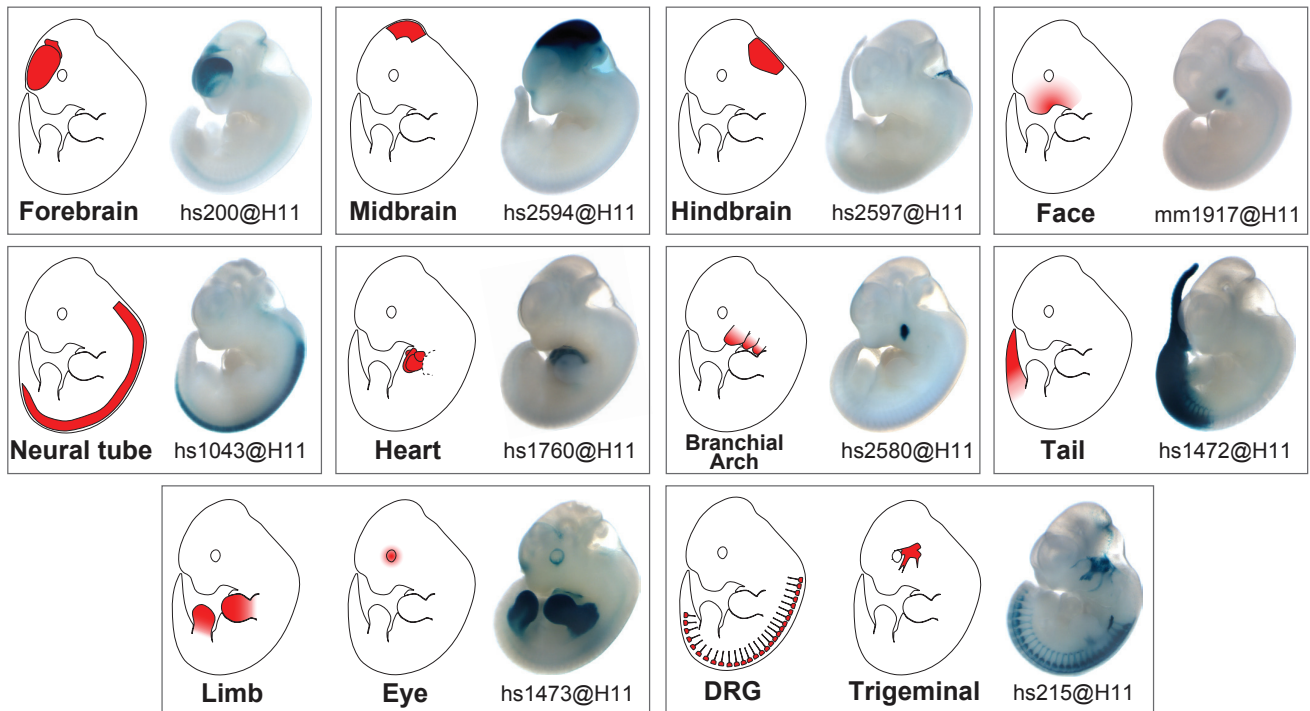 Forebrain hs200@H11
Midbrain hs2594@H11
Hindbrain hs2597@H11
Face mm1917@H11
Neural tube hs1043@H11
Heart hs1760@H11
Branchial
Arch hs2580@H11
Tail hs1472@H11
Limb Eye hs1473@H11
DRG Trigeminal hs215@H11